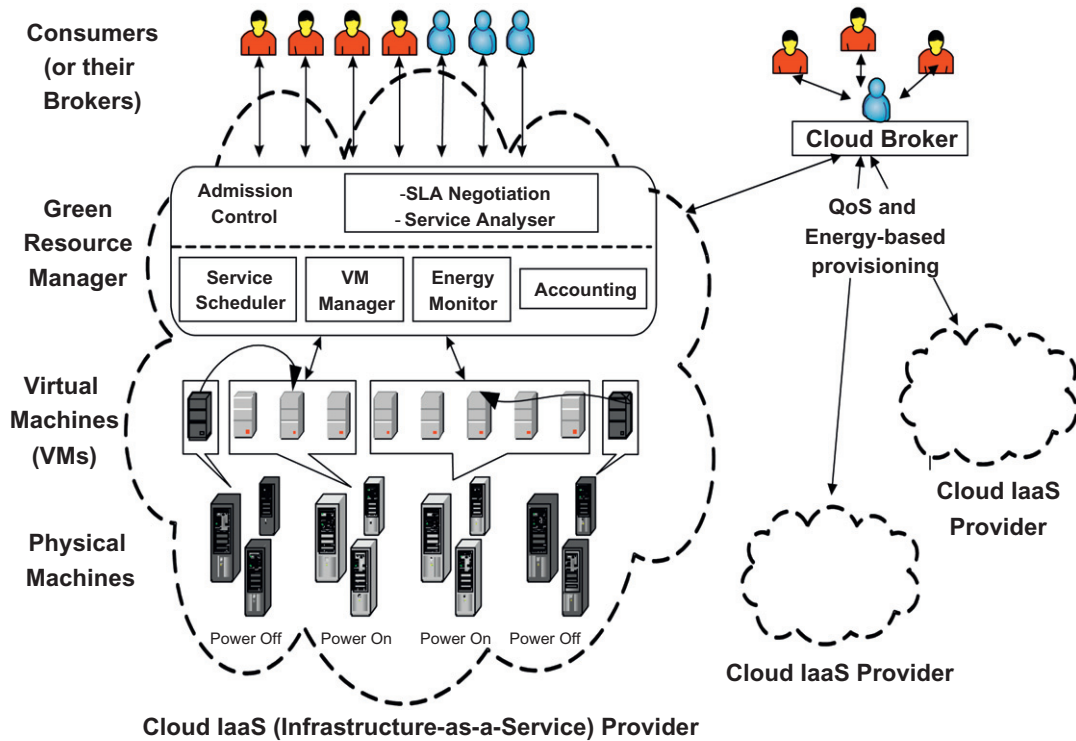 Consumers
(or their
Brokers)
Cloud Broker
Green
Resource
Manager
Admission
Control
-SLA Negotiation
- Service Analyser
Service
Scheduler
VM
Manager
Energy
Monitor
Accounting
QoS and
Energy-based
provisioning
Virtual
Machines
(VMs)
Physical
Machines
Power Off
Power On
Power On
Power Off
Cloud IaaS
Provider
Cloud IaaS Provider
Cloud IaaS (Infrastructure-as-a-Service) Provider